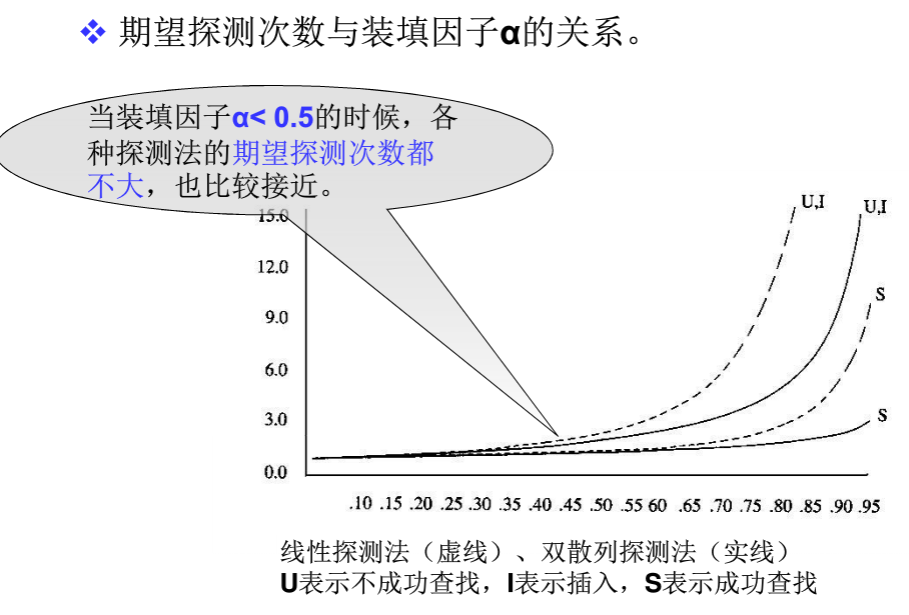 ❖ 期望探测次数与装填因子α的关系。
当装填因子α< 0.5的时候，各
种探测法的期望探测次数都
不大，也比较接近。
15.0
12.0
9.0
6.0
3.0
0.0
U,I
U,I
S
S
.10 .15 .20 .25 .30 .35 .40 .45 .50 .55 60 .65 .70 .75 .80 .85 .90 .95
线性探测法（虚线）、双散列探测法（实线）
U表示不成功查找，I表示插入，S表示成功查找